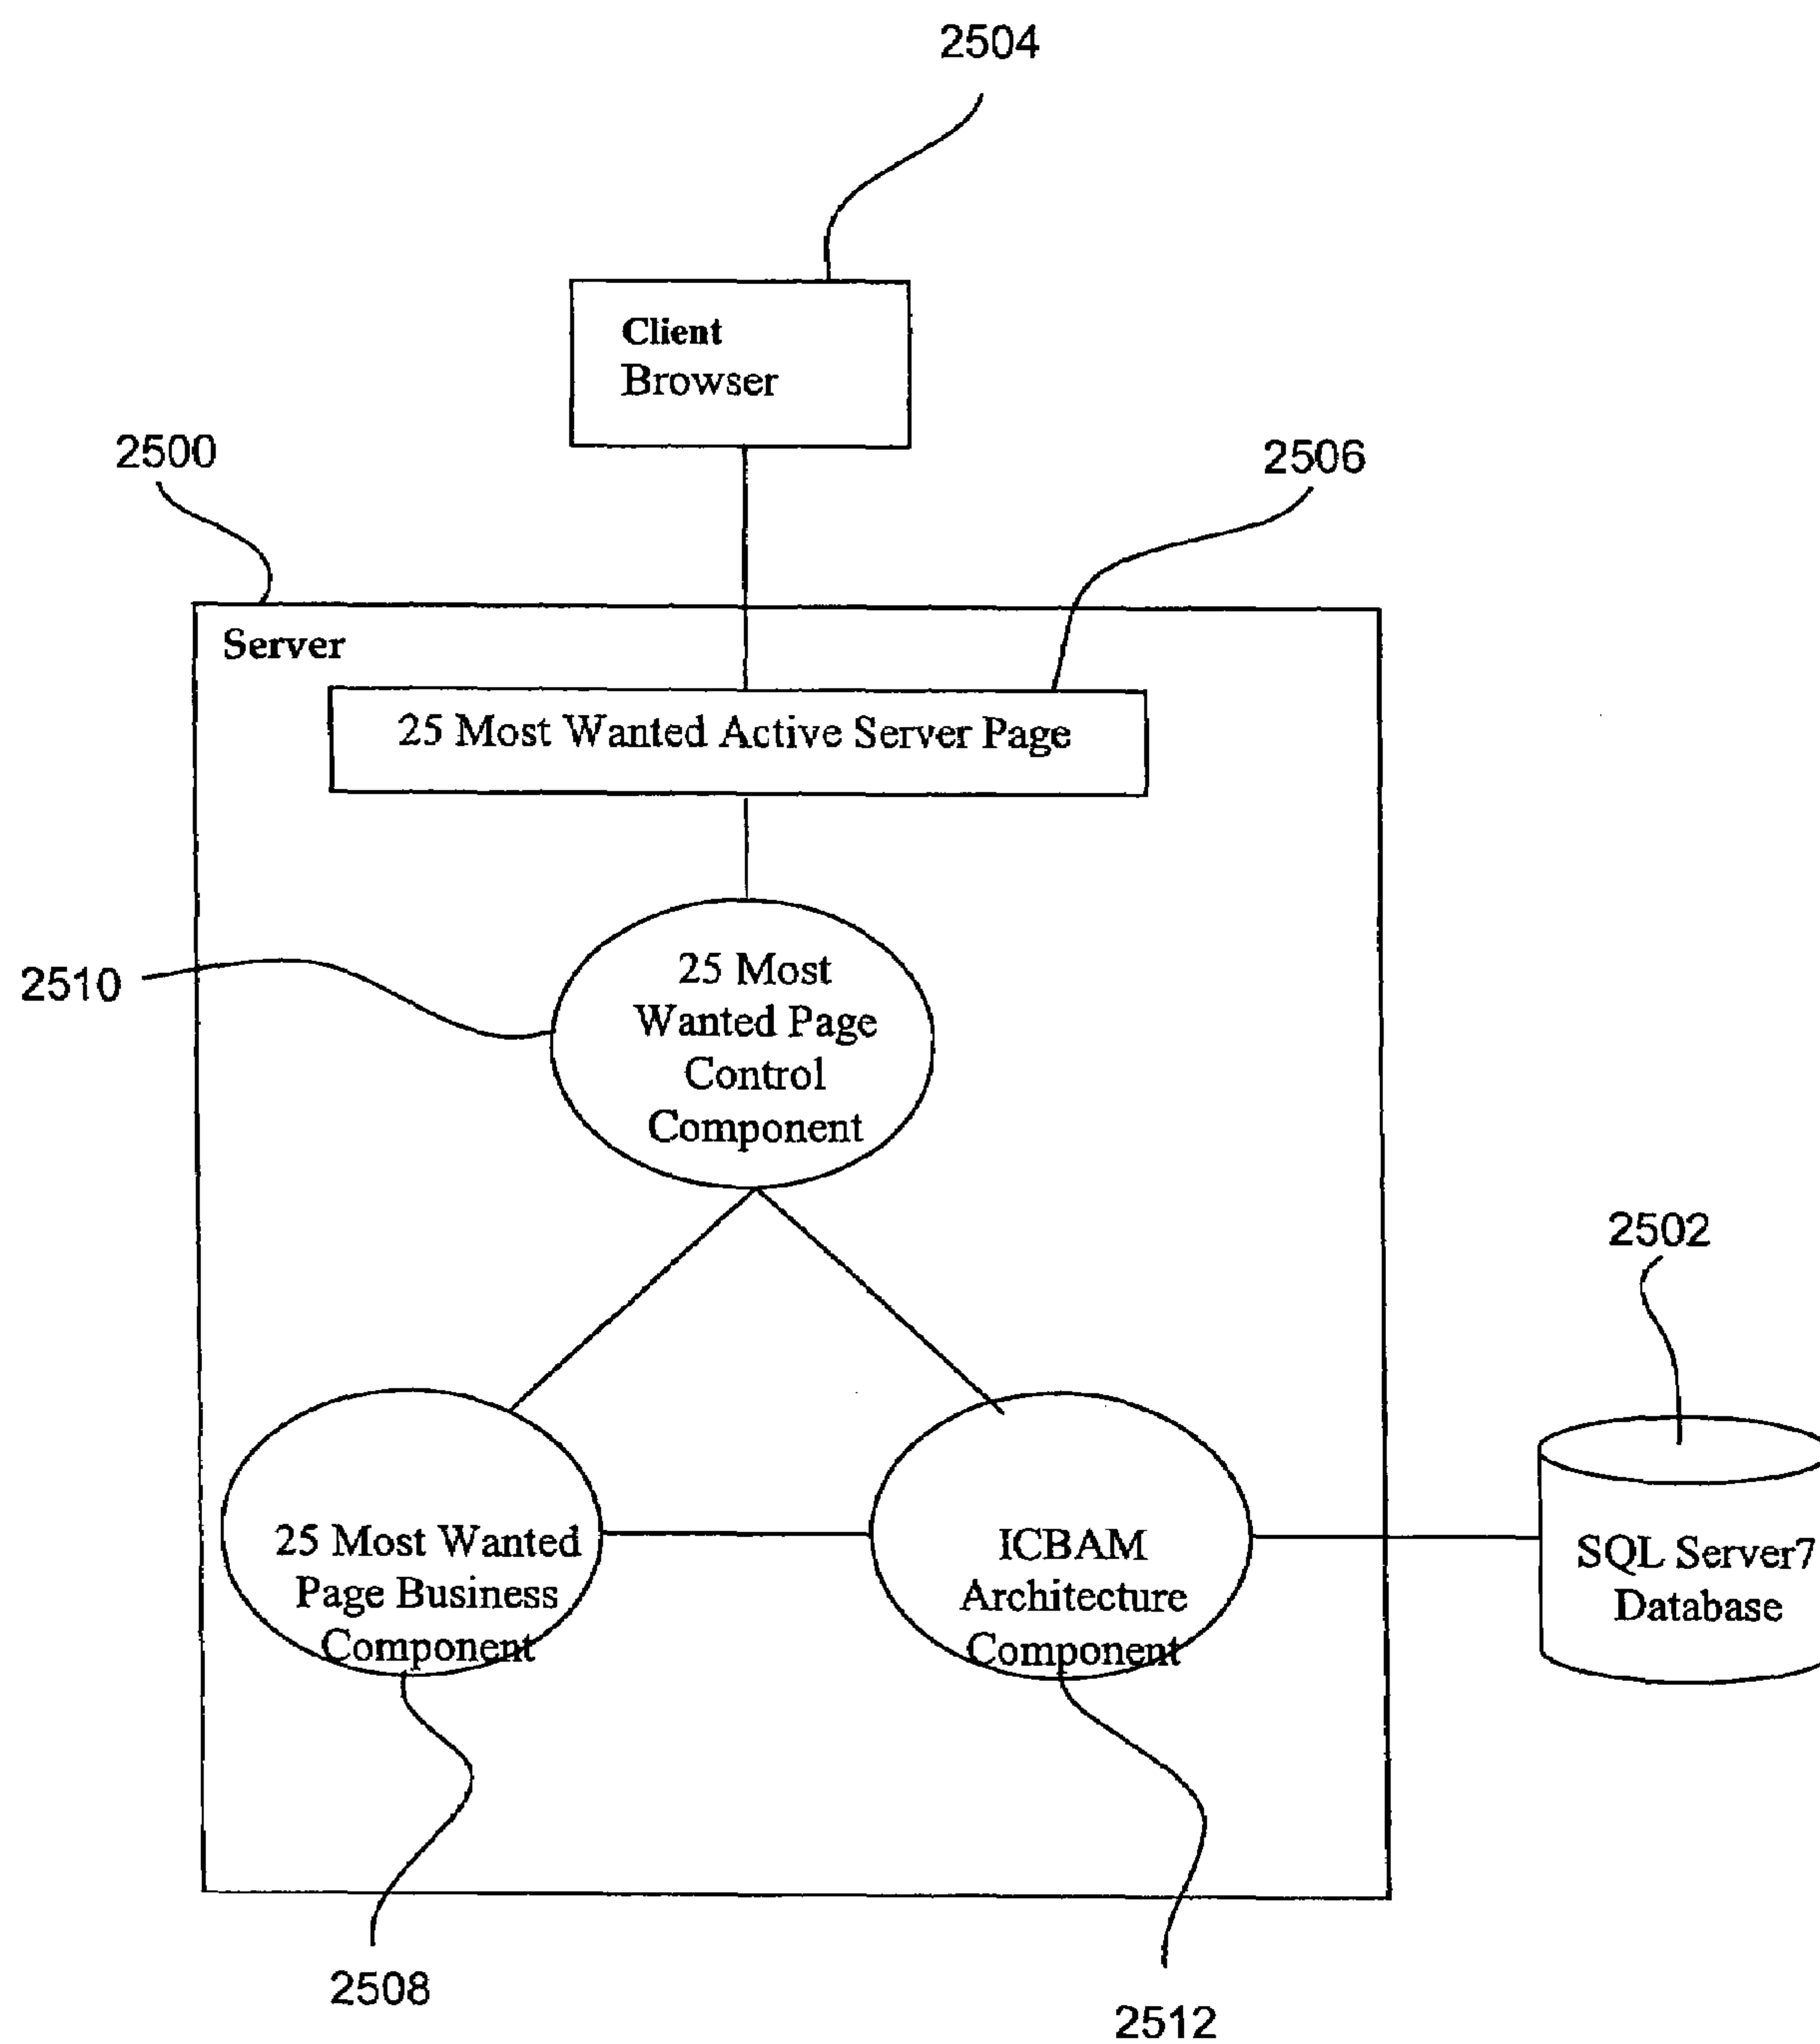 2504
Client
Browser
2500
2506
Server
25 Most Wanted Active Server Page
2510
25 Most
Wanted Page
Control
Component
2502
25 Most Wanted
Page Business
Component
ICBAM
Architecture
Component
SQL Server7
Database
2508
2512